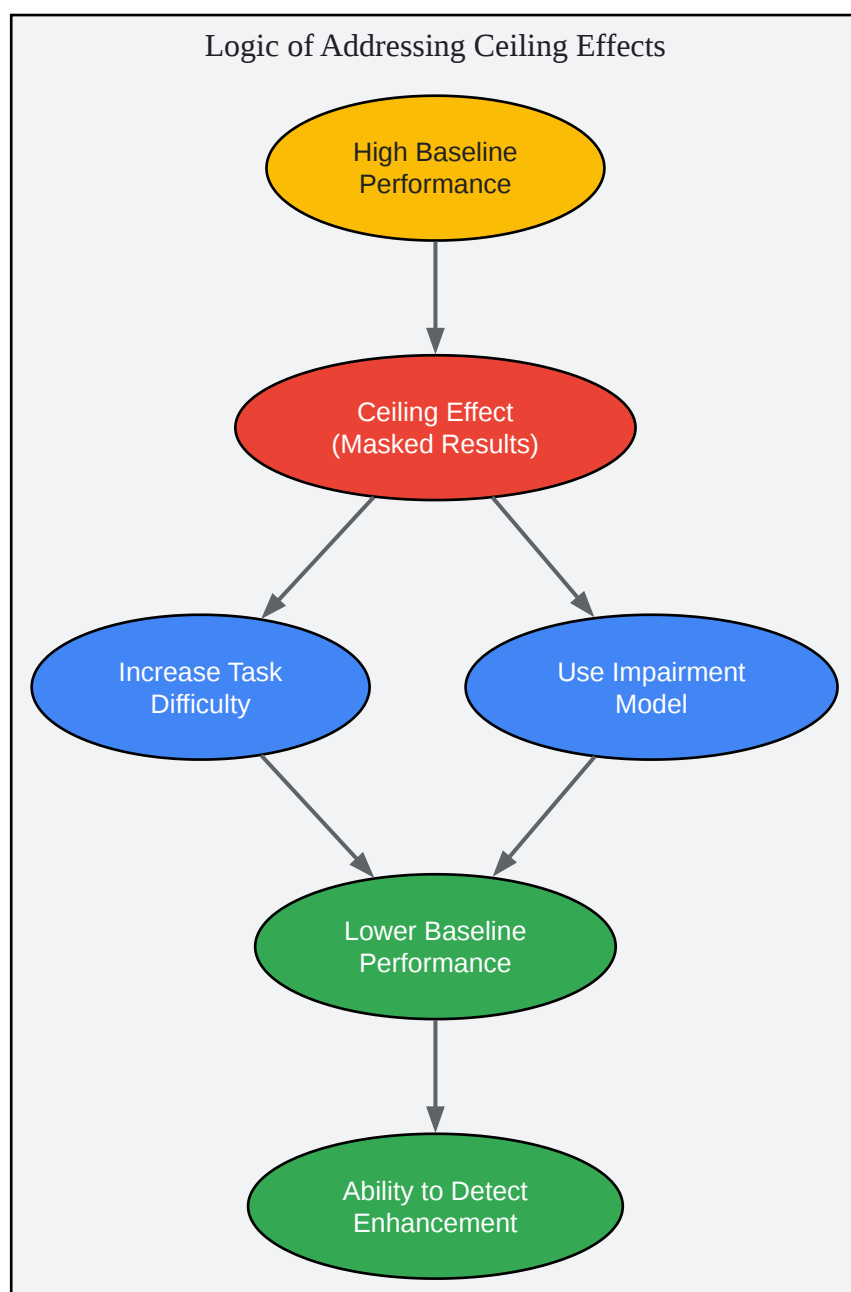 Logic of Addressing Ceiling Effects
High Baseline
Performance
Ceiling Effect
(Masked Results)
Increase Task
Difficulty
Use Impairment
Model
Lower Baseline
Performance
Ability to Detect
Enhancement